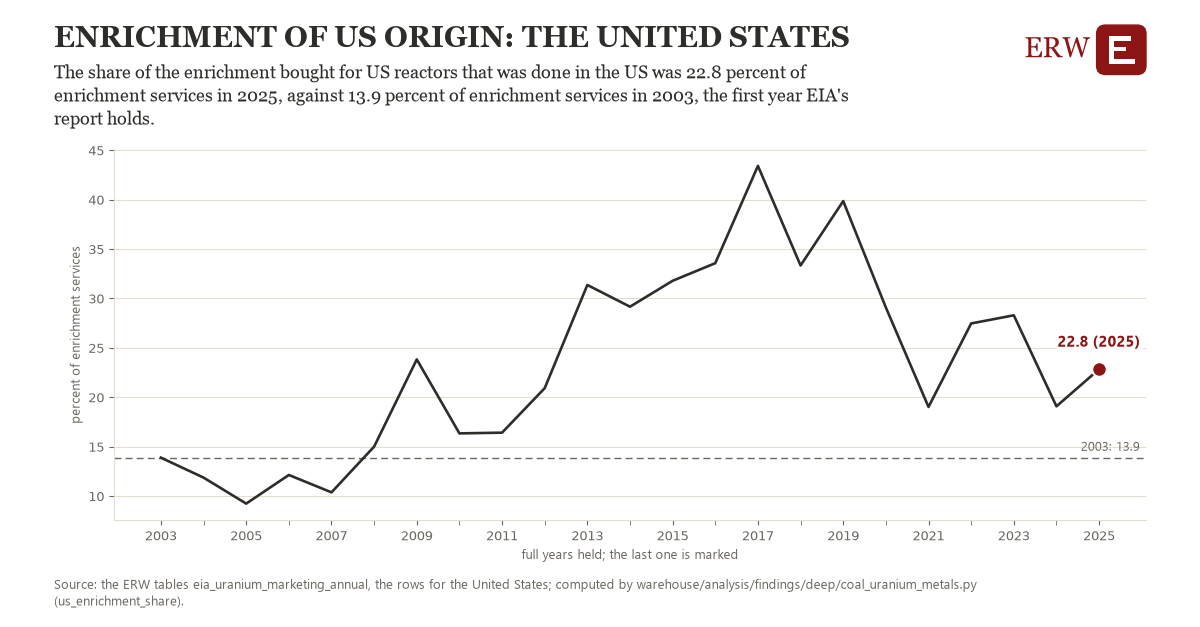 ENRICHMENT OF US ORIGIN: THE UNITED STATES
ERW E
The share of the enrichment bought for US reactors that was done in the US was 22.8 percent of
enrichment services in 2025, against 13.9 percent of enrichment services in 2003, the first year EIA's
report holds.
45
40
35
30
25
20
15
10
percent of enrichment services
22.8 (2025)
2003: 13.9
2003 2005 2007 2009 2011 2013 2015 2017 2019 2021 2023 2025
full years held; the last one is marked
Source: the ERW tables eia_uranium_marketing_annual, the rows for the United States; computed by warehouse/analysis/findings/deep/coal_uranium_metals.py
(us_enrichment_share).